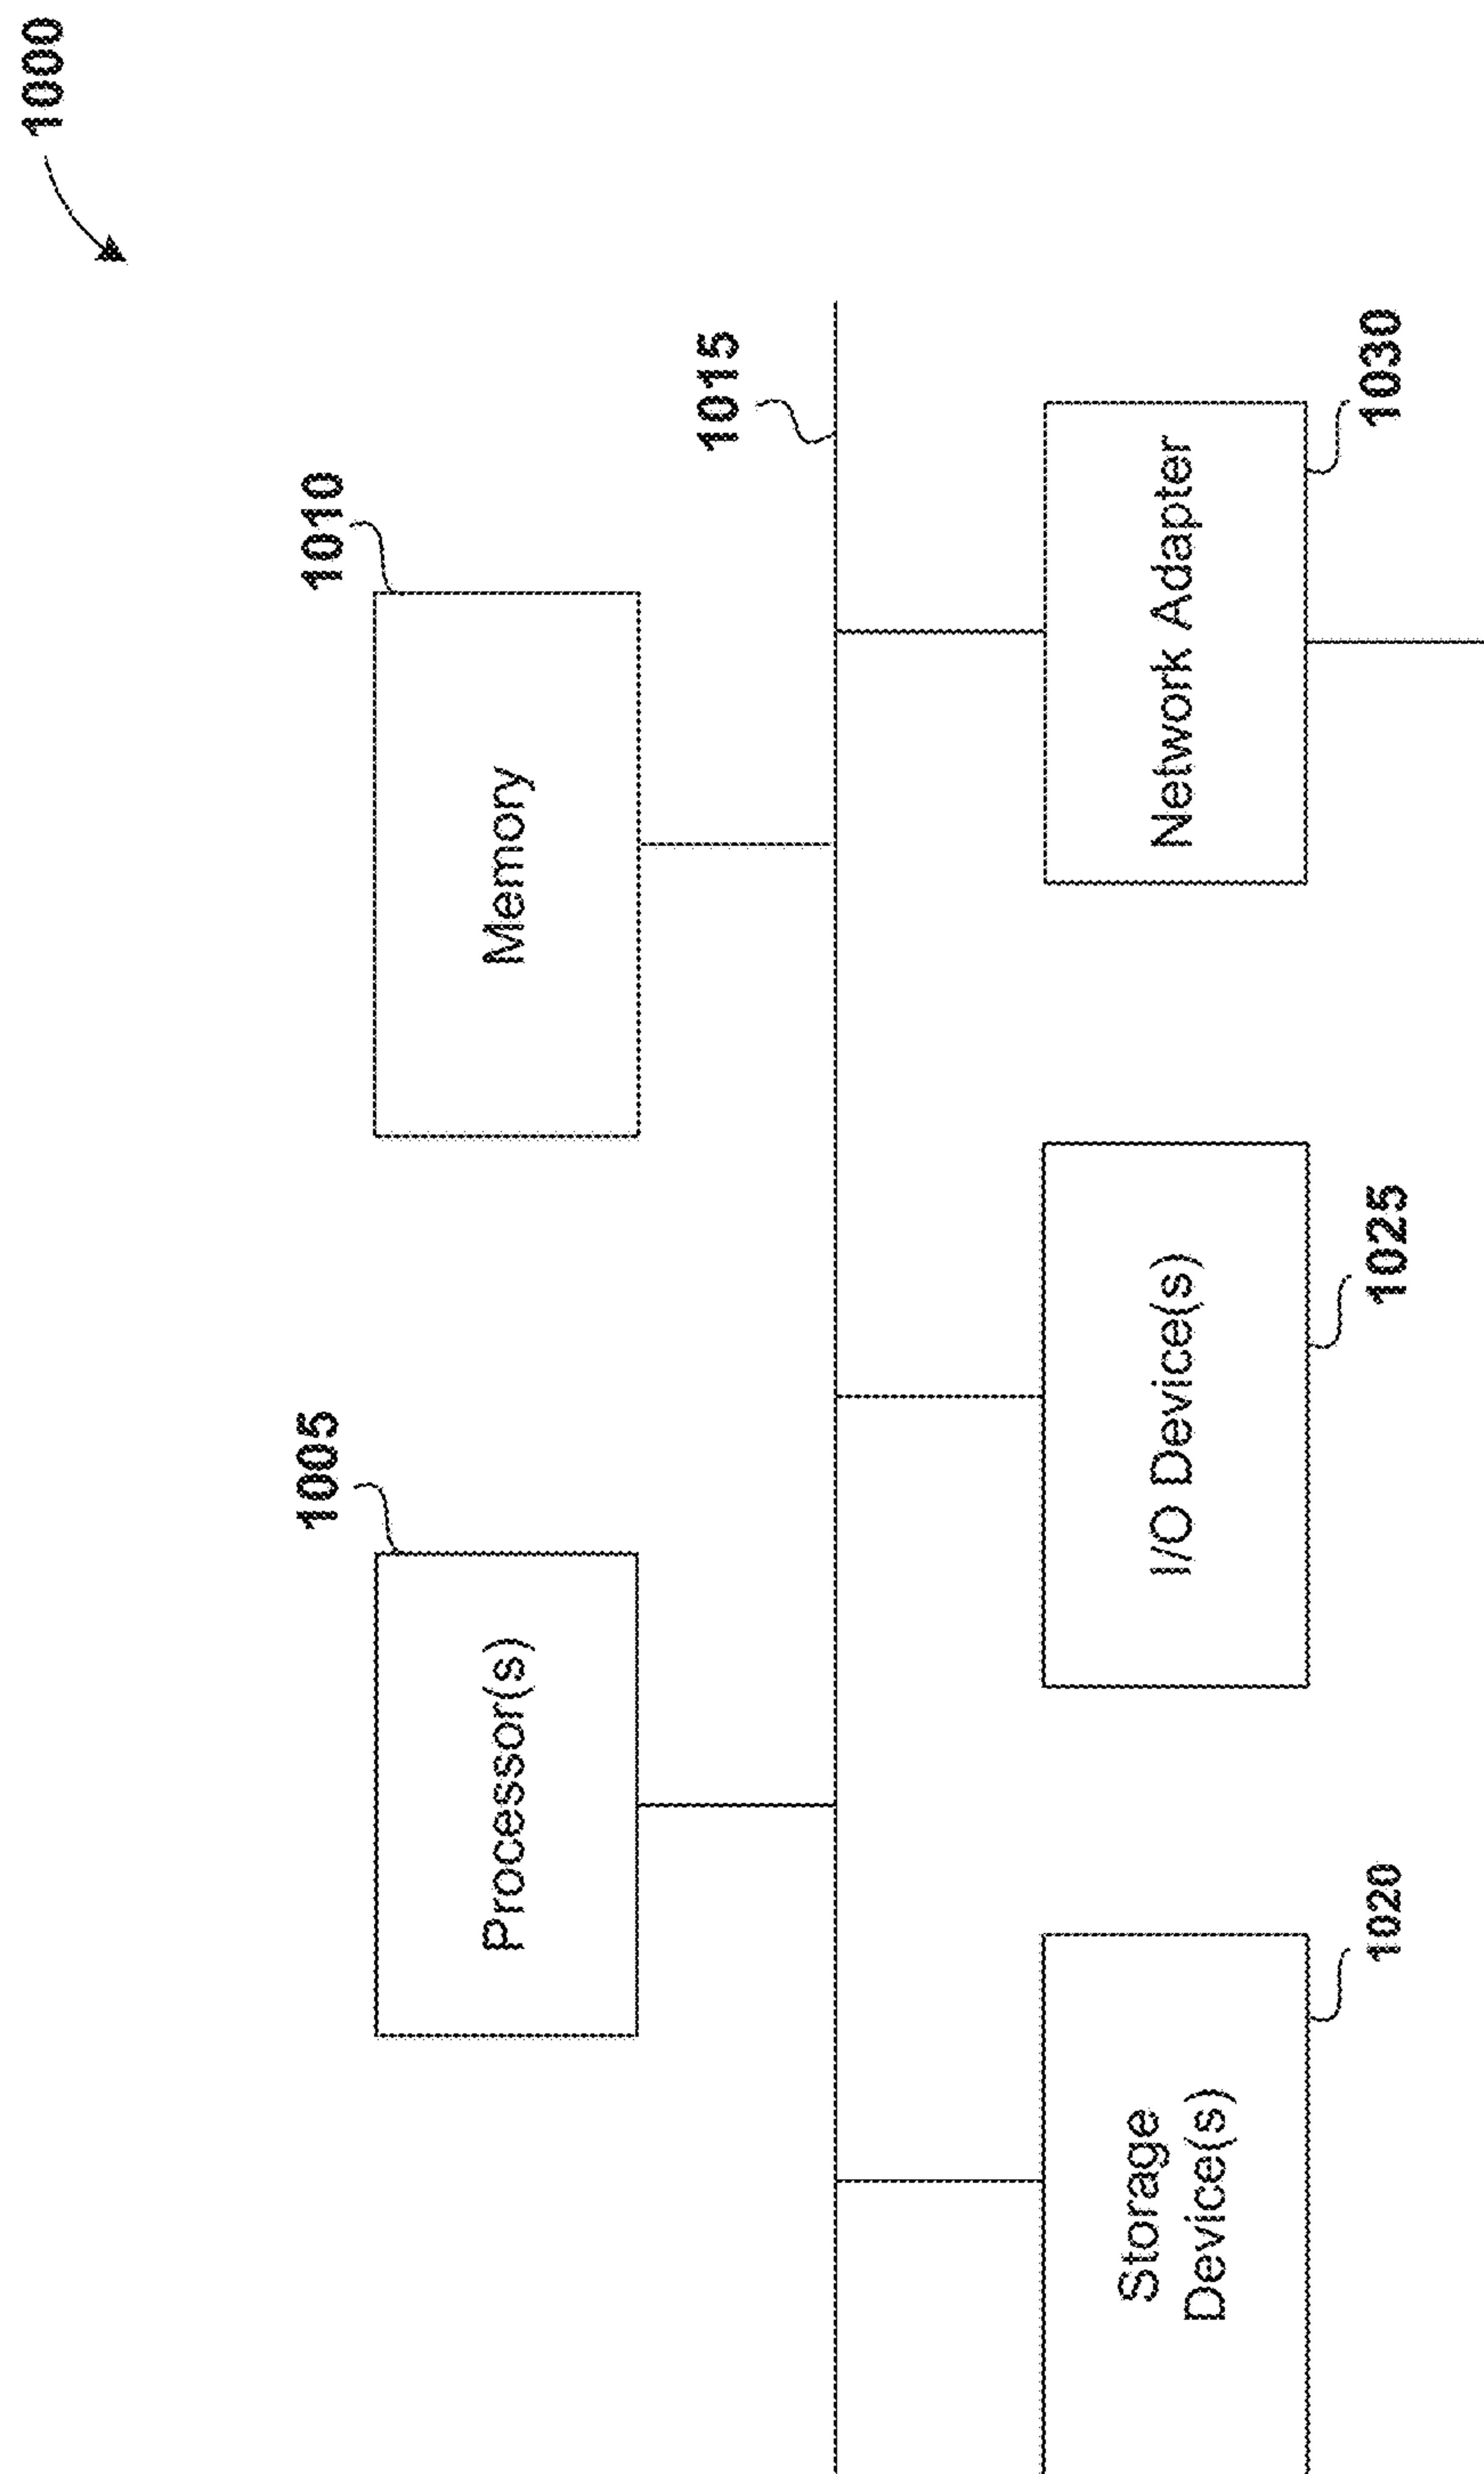 1000
1005
Processor(s)
1010
Memory
1015
1020
Storage
Device(s)
1025
I/O Device(s)
1030
Network Adapter